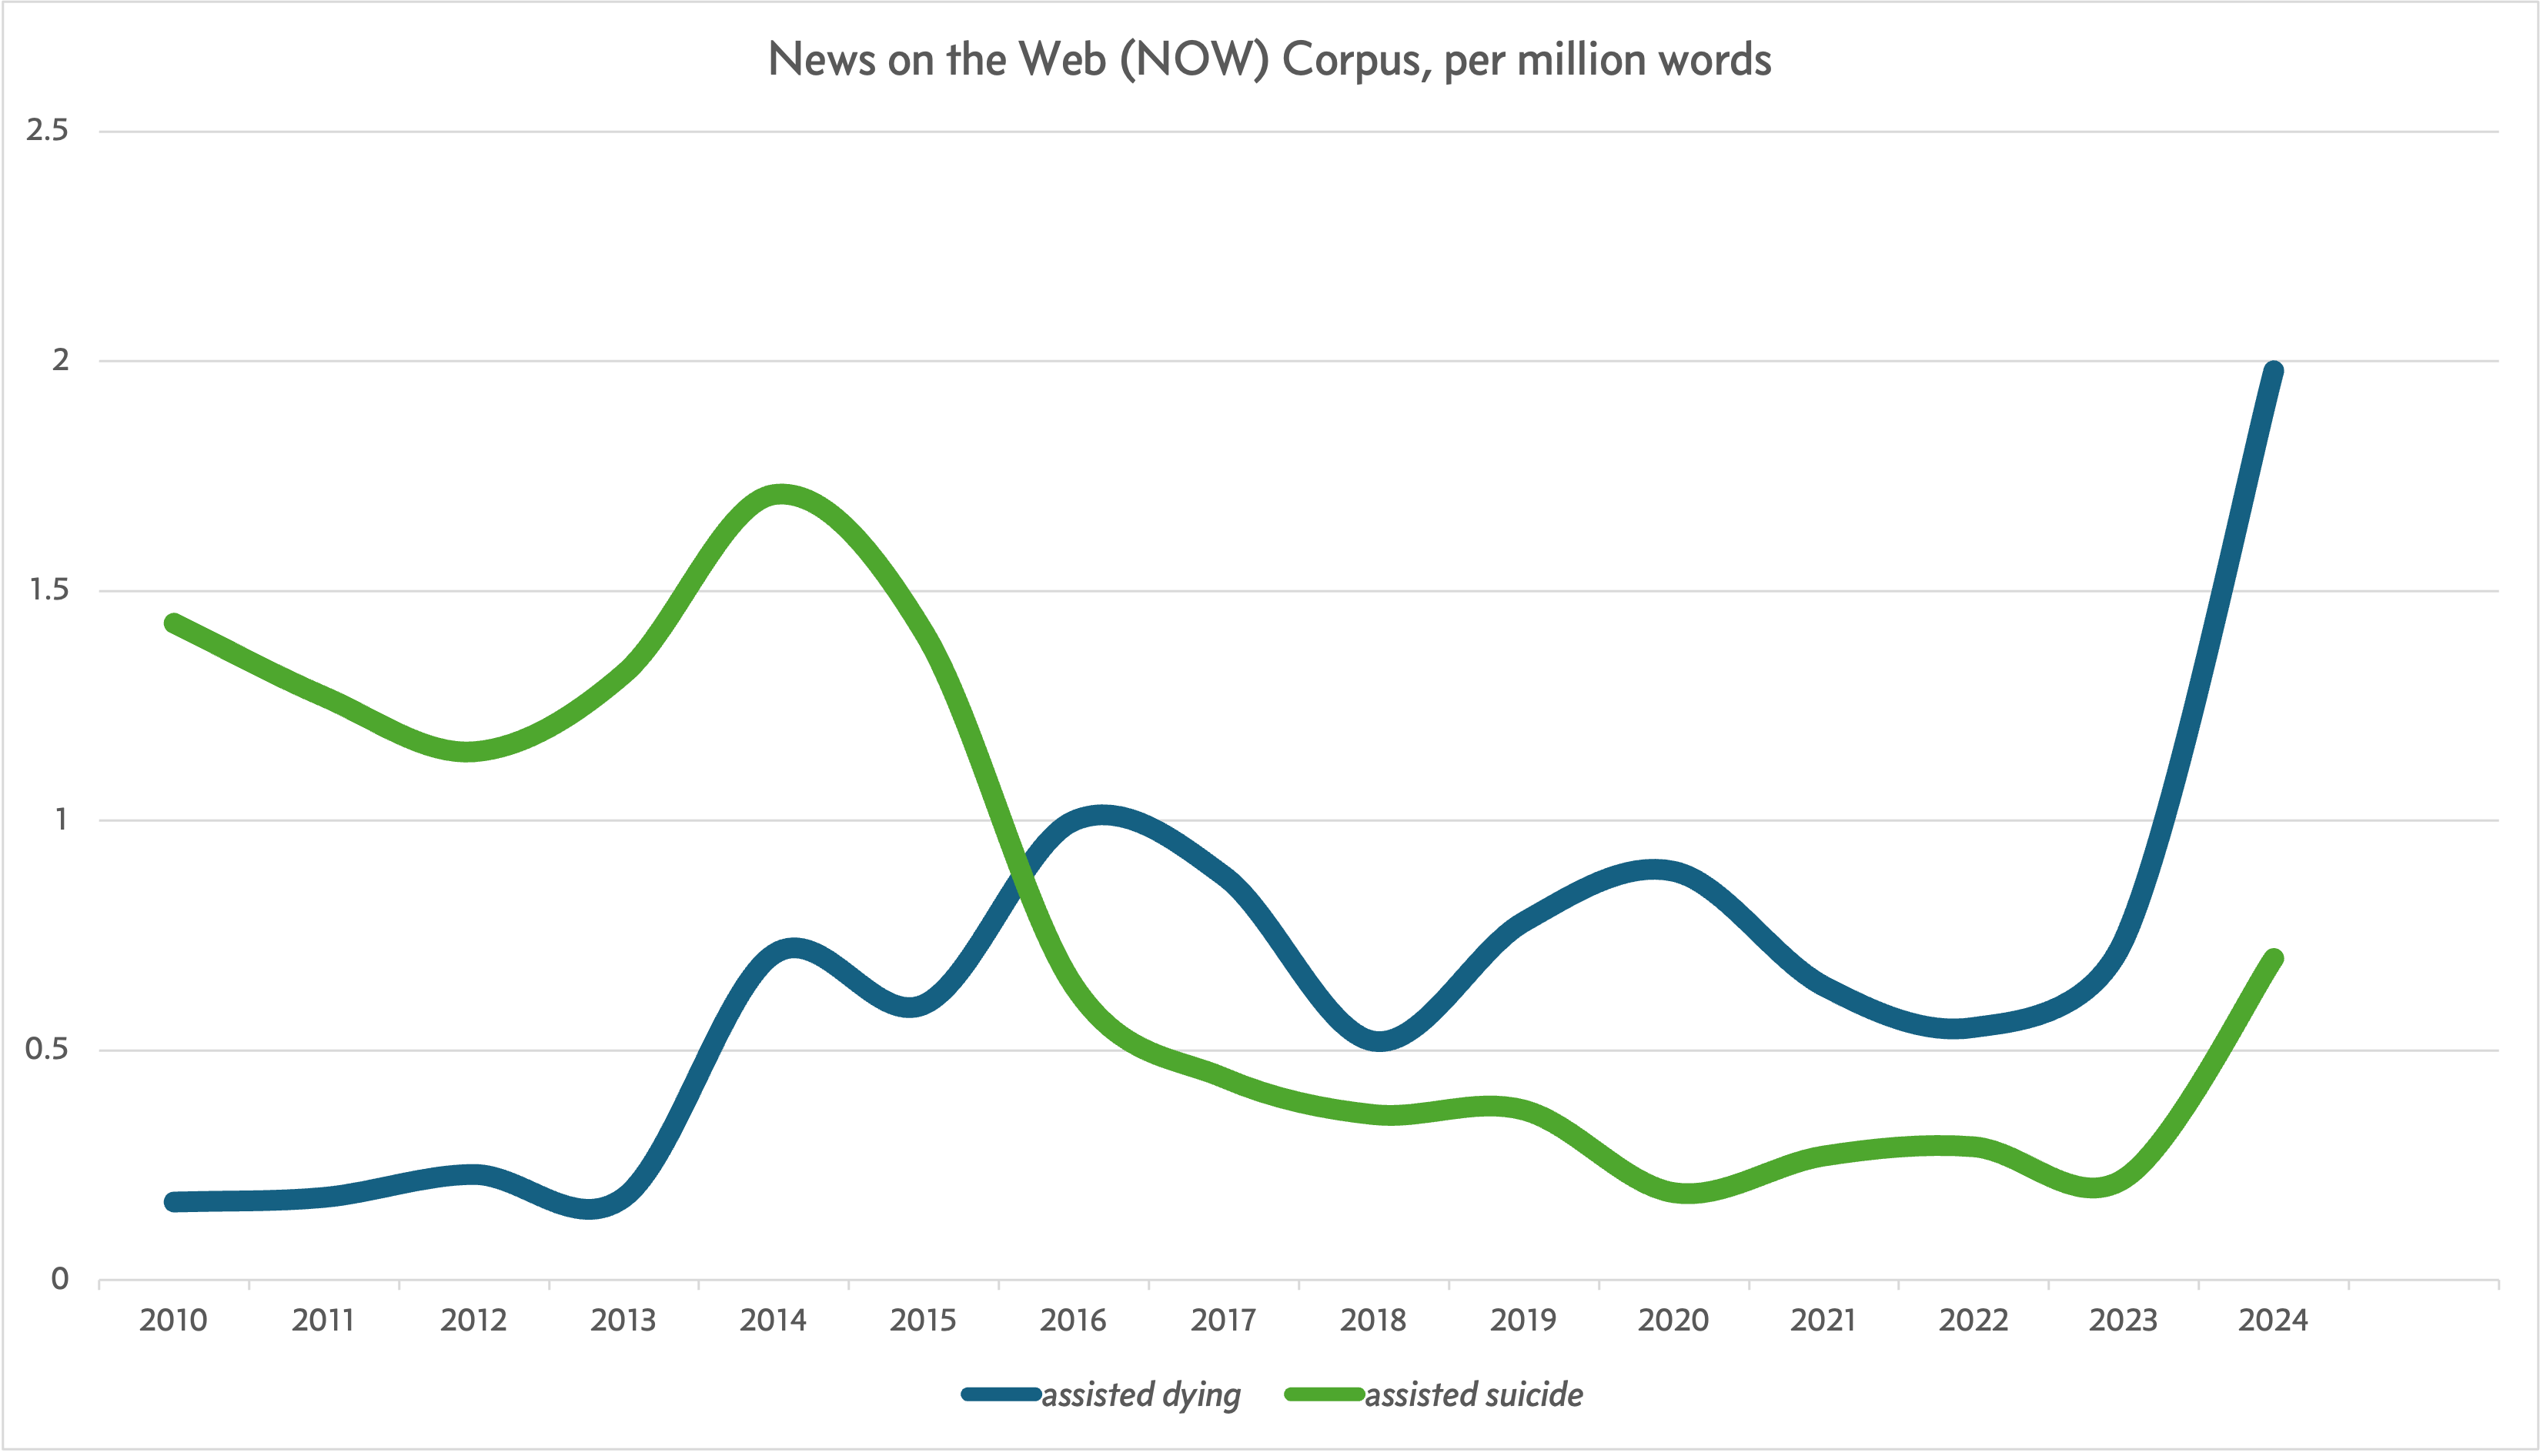 News on the Web (NOW) Corpus, per million words
2.5
2
1.5
1
0.5
0
2010 2011 2012 2013 2014 2015 2016 2017 2018 2019 2020 2021 2022 2023 2024
assisted dying assisted suicide